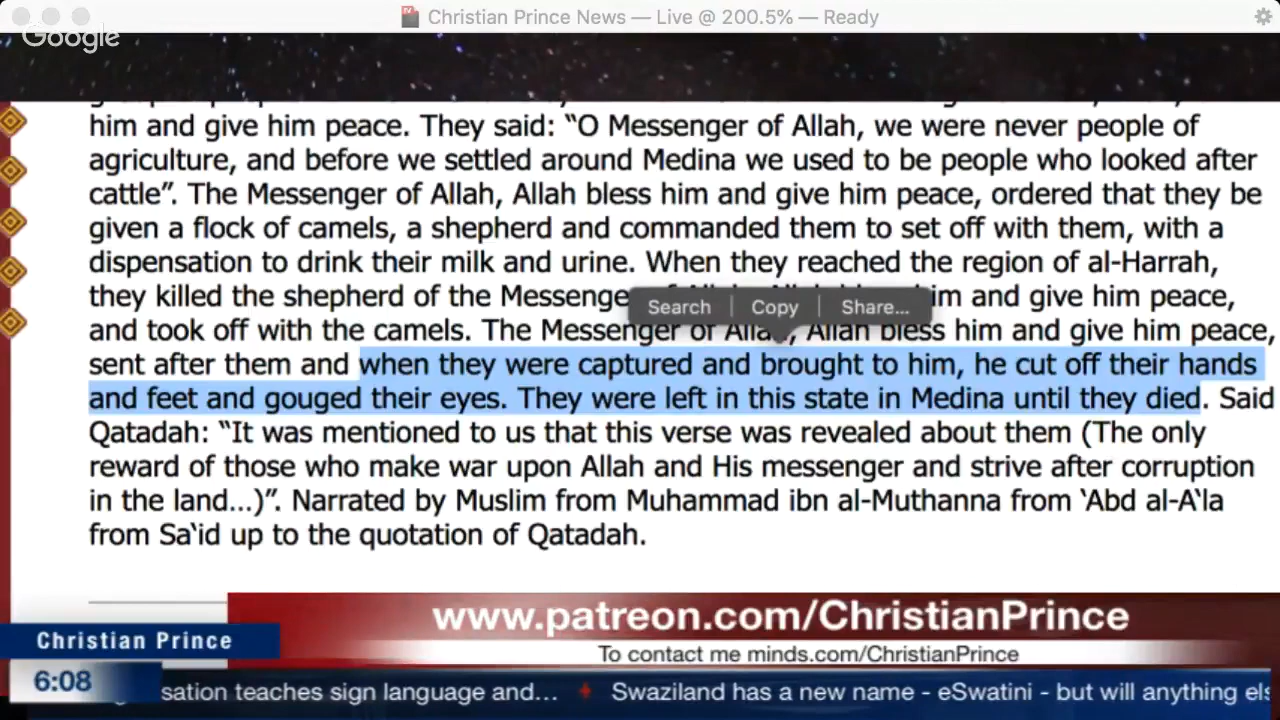 Christian Prince News — Live @ 200.5% — Ready
Google
him and give him peace. They said: “O Messenger of Allah, we were never people of
agriculture, and before we settled around Medina we used to be people who looked after
cattle”. The Messenger of Allah, Allah bless him and give him peace, ordered that they be
given a flock of camels, a shepherd and commanded them to set off with them, with a
dispensation to drink their milk and urine. When they reached the region of al-Harrah,
they killed the shepherd of the Messenge im and give him peace,
Search Copy Share...
and took off with the camels. The Messenger of Allah, Allah bless him and give him peace,
sent after them and when they were captured and brought to him, he cut off their hands
and feet and gouged their eyes. They were left in this state in Medina until they died. Said
Qatadah: “It was mentioned to us that this verse was revealed about them (The only
reward of those who make war upon Allah and His messenger and strive after corruption
in the land...)”. Narrated by Muslim from Muhammad ibn al-Muthanna from ‘Abd al-A‘la
from Sa‘id up to the quotation of Qatadah.
www.patreon.com/ChristianPrince
Christian Prince
To contact me minds.com/ChristianPrince
6:08
sation teaches sign language and... Swaziland has a new name - eSwatini - but will anything els